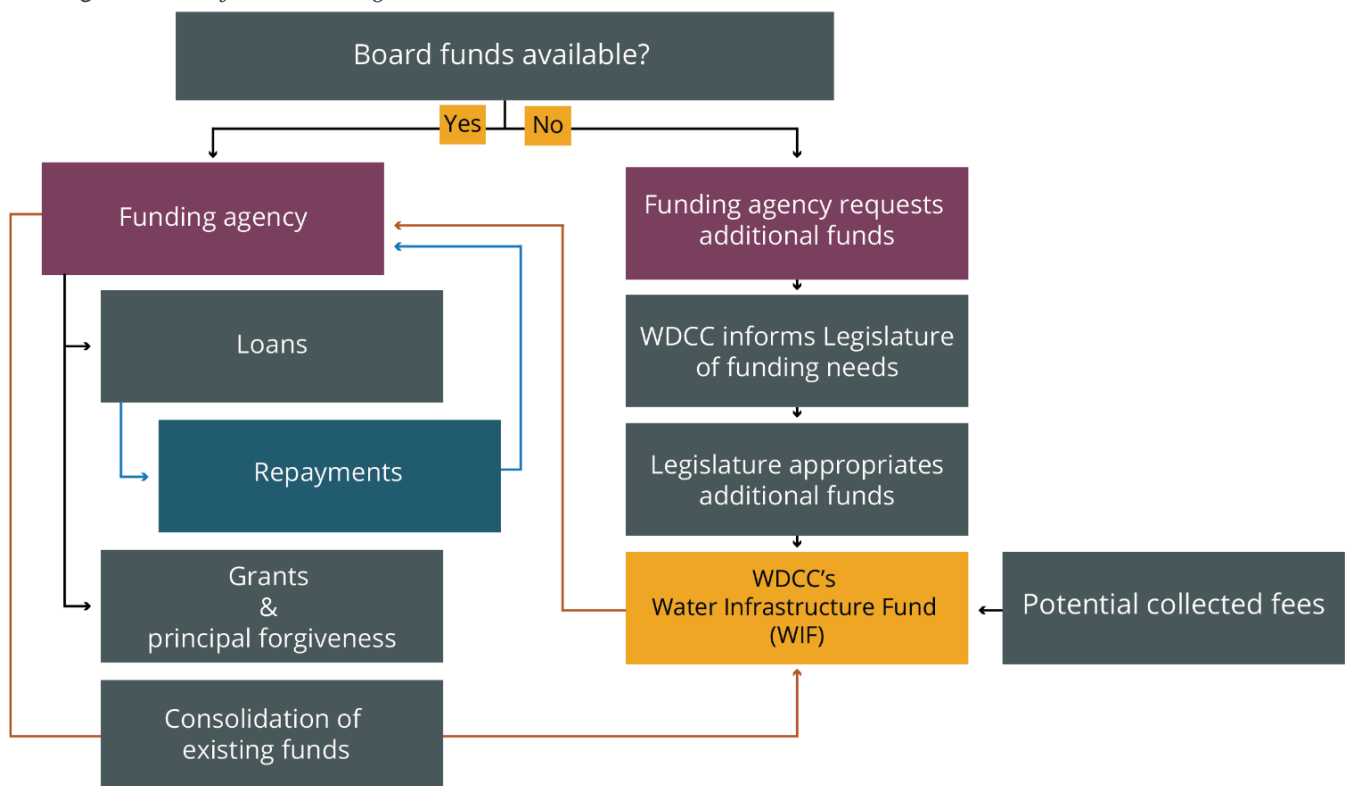 Board funds available?
Yes
No
Funding agency
Funding agency requests
additional funds
Loans
WDCC informs Legislature
of funding needs
Repayments
Legislature appropriates
additional funds
Grants
&
principal forgiveness
WDCC’s
Water Infrastructure Fund
(WIF)
Potential collected fees
Consolidation of
existing funds